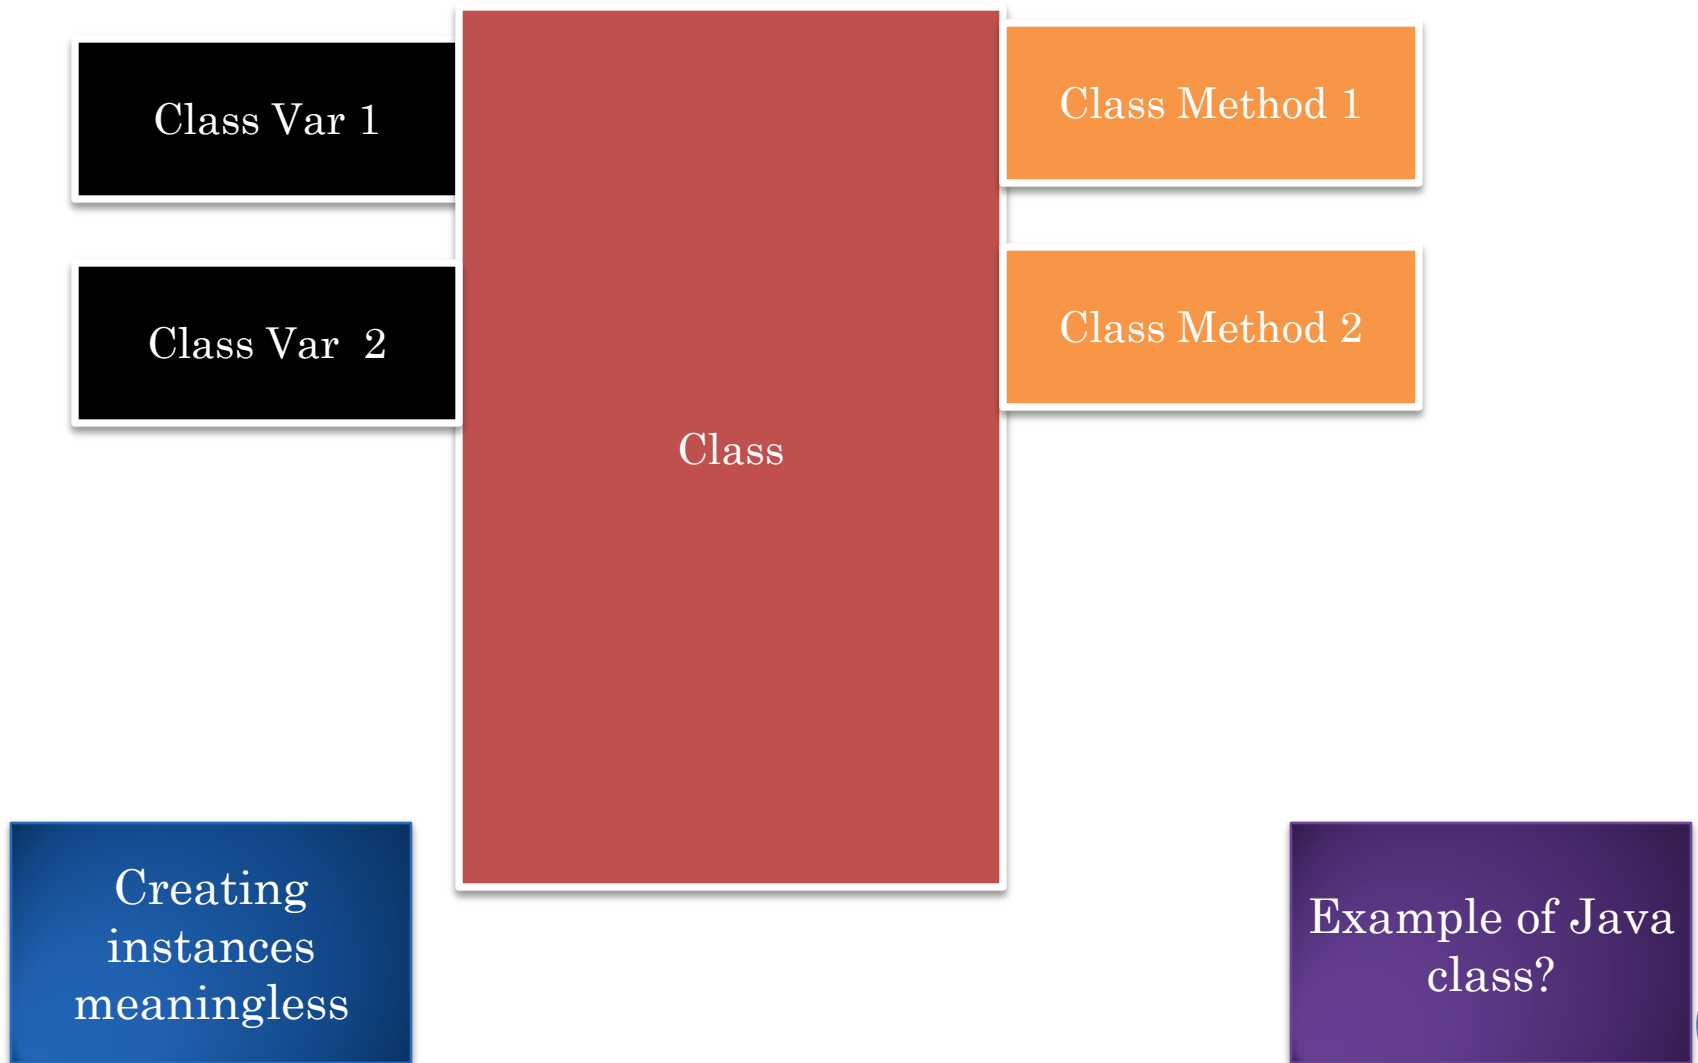 Class Var 1
Class Method 1
Class Var  2
Class Method 2
Class
Creating
instances
meaningless
Example of Java
class?